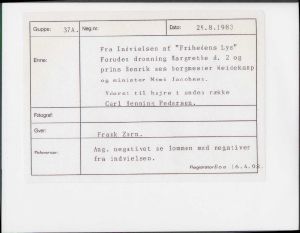 Gruppe: 37A. Neg.nr: Dato: 24.8.1983
Emne: Fra Indvielsen af "Frihedens Lys"
Foruden dronning Margrethe d. 2 og
prins Henrik ses borgmester Weidekamp
og minister Mimi Jacobsen.
Yderst til højre i anden række
Carl Henning Pedersen.
Fotograf:
Giver: Frank Zorn.
Reference: Ang. negativet se lommen med negativer
fra indvielsen.
Registrator